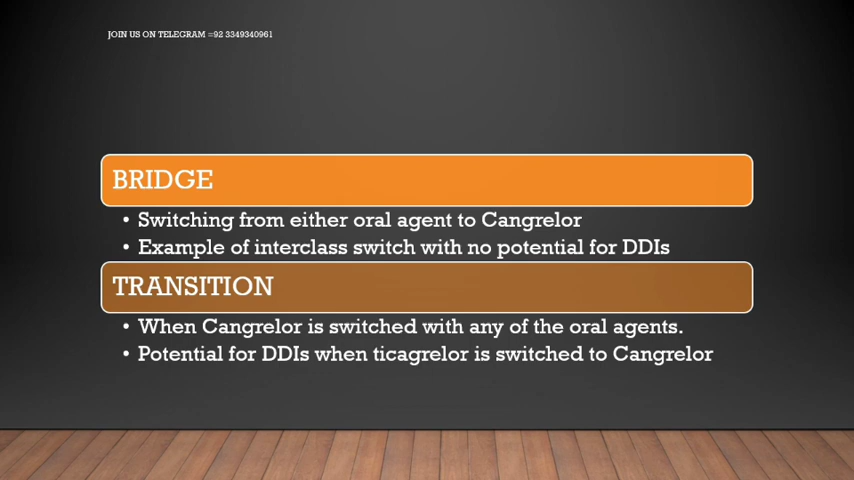 JOIN US ON TELEGRAM =92 3349340961
BRIDGE
• Switching from either oral agent to Cangrelor
• Example of interclass switch with no potential for DDIs
TRANSITION
• When Cangrelor is switched with any of the oral agents.
• Potential for DDIs when ticagrelor is switched to Cangrelor